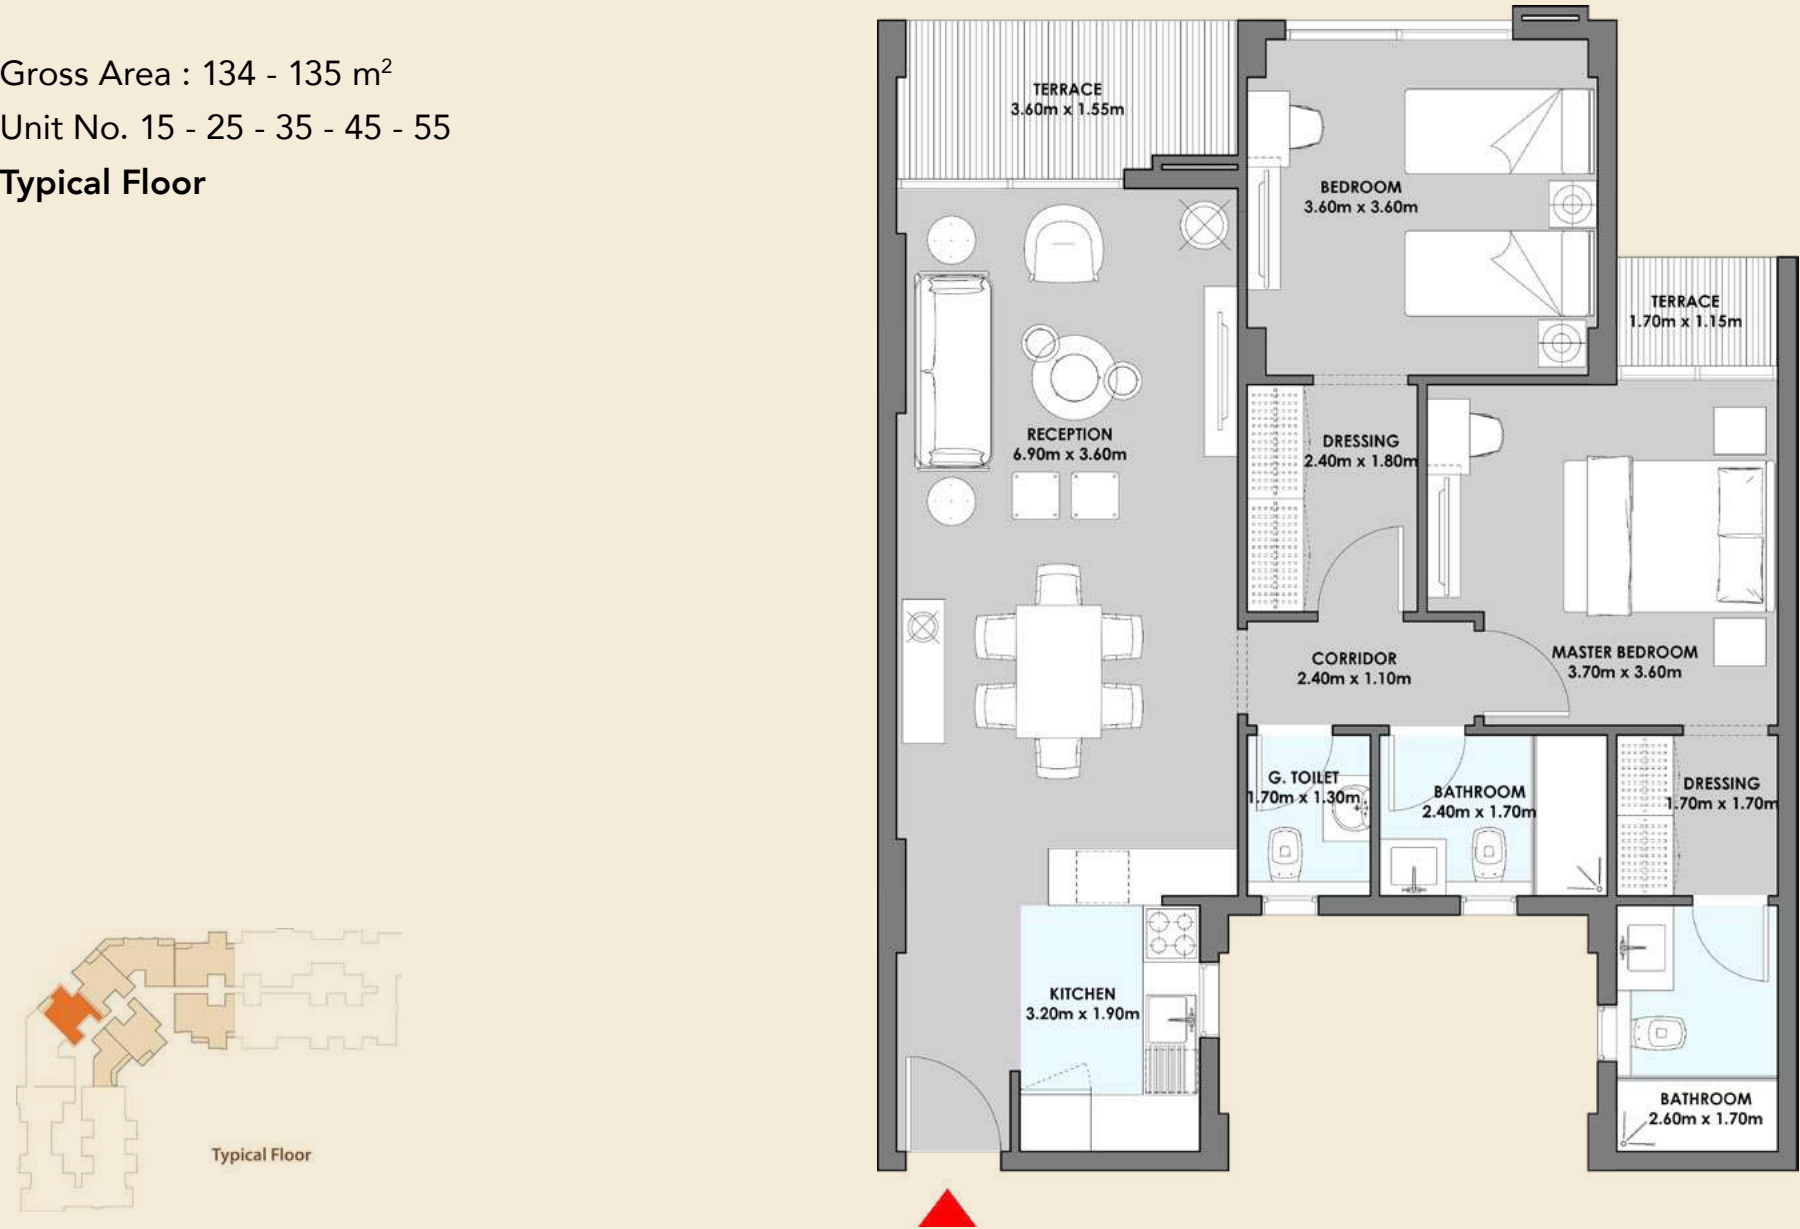 Gross Area : 134 - 135 m²
Unit No. 15 - 25 - 35 - 45 - 55
Typical Floor
TERRACE
3.60m x 1.55m
BEDROOM
3.60m x 3.60m
TERRACE
1.70m x 1.15m
RECEPTION
6.90m x 3.60m
DRESSING
2.40m x 1.80m
CORRIDOR
2.40m x 1.10m
MASTER BEDROOM
3.70m x 3.60m
G. TOILET
1.70m x 1.30m
BATHROOM
2.40m x 1.70m
DRESSING
1.70m x 1.70m
KITCHEN
3.20m x 1.90m
BATHROOM
2.60m x 1.70m
Typical Floor